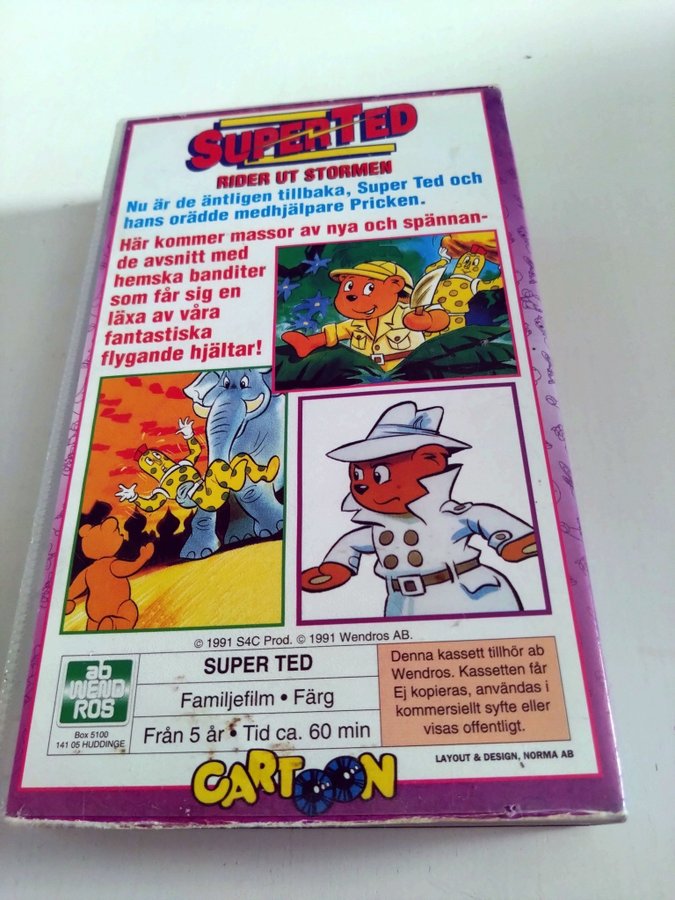 SUPERTED
RIDER UT STORMEN
Nu är de äntligen tillbaka, Super Ted och
hans orädde medhjälpare Pricken.
Här kommer massor av nya och spännan-
de avsnitt med
hemska banditer
som får sig en
läxa av våra
fantastiska
flygande hjältar!
© 1991 S4C Prod. © 1991 Wendros AB.
ab
WEND
ROS
Box 5100
141 05 HUDDINGE
SUPER TED
Familjefilm • Färg
Från 5 år • Tid ca. 60 min
Denna kassett tillhör ab
Wendros. Kassetten får
Ej kopieras, användas i
kommersiellt syfte eller
visas offentligt.
LAYOUT & DESIGN, NORMA AB
CARTOON